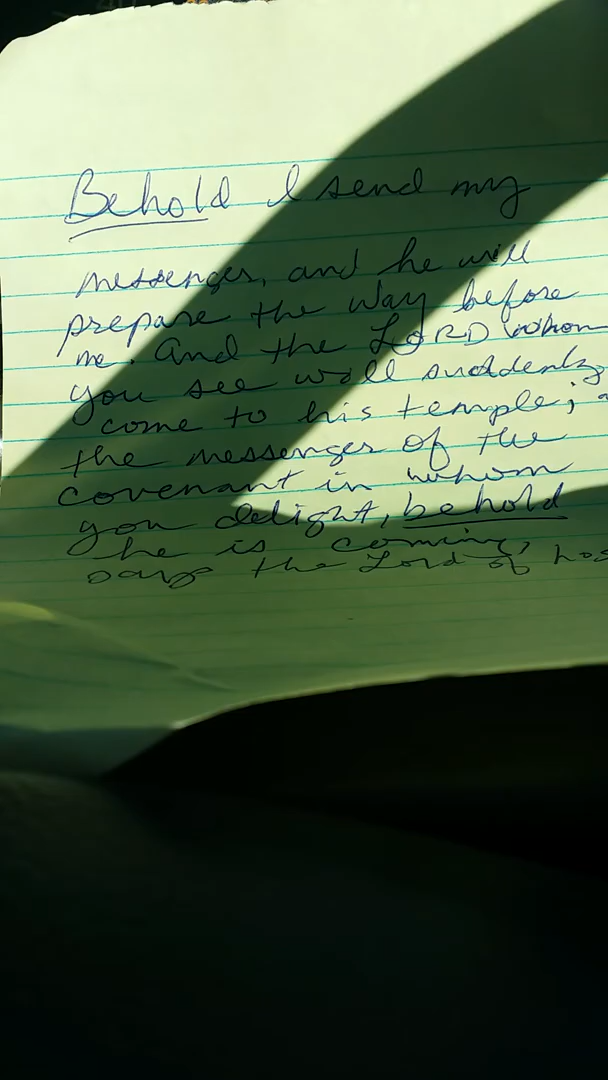 Behold I send my
messenger, and he will
prepare the way before
me. And the LORD whom
you see will suddenly
come to his temple;
the messenger of the
covenant in whom
you delight, behold
he is coming,
says the Lord of hos